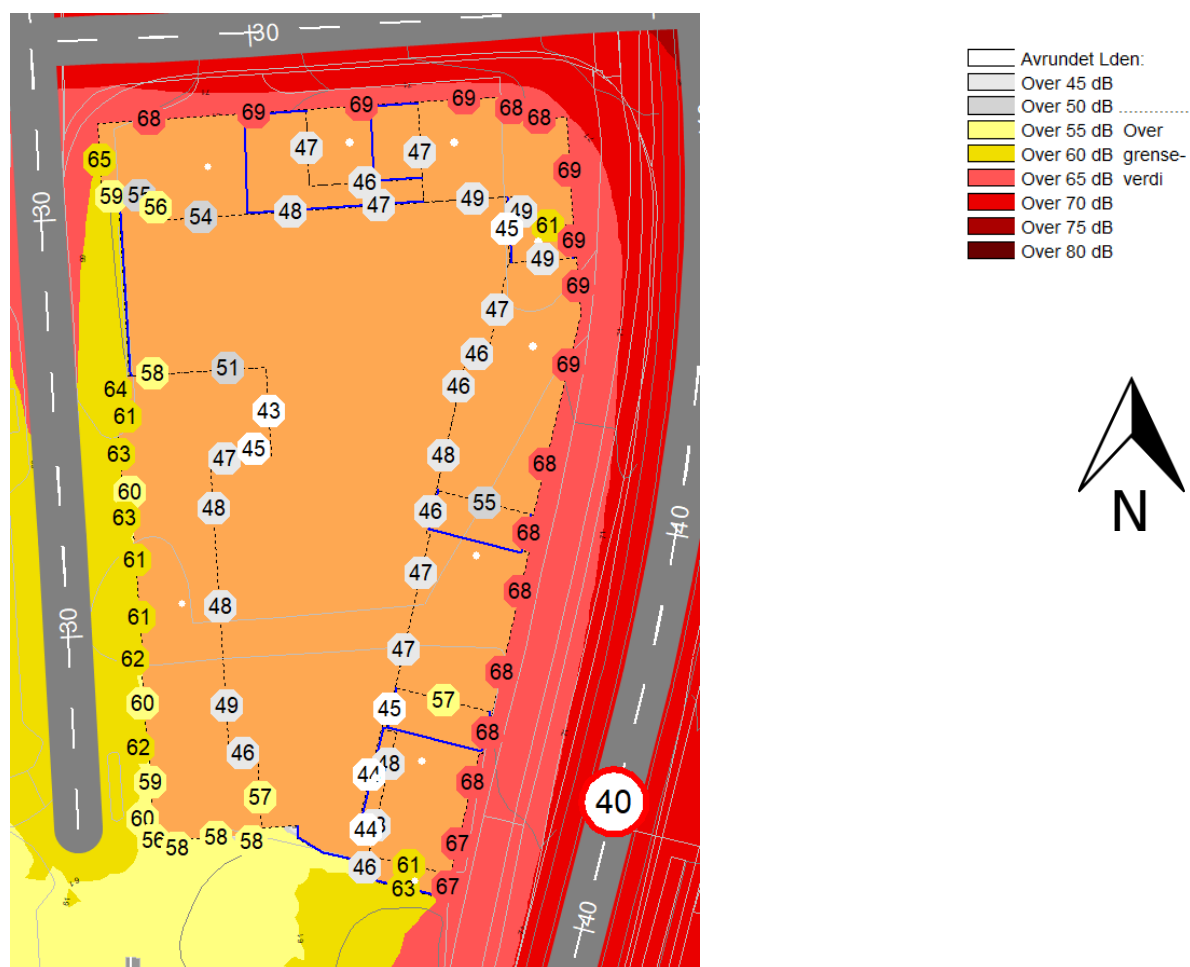 30
Avrundet Lden:
Over 45 dB
Over 50 dB
Over 55 dB Over
Over 60 dB grense-
Over 65 dB verdi
Over 70 dB
Over 75 dB
Over 80 dB
68 69 69 69 68 68
65 47 47 69
59 55 56 46
30 54 48 47 49 49 45 61 69
49
69
47
58 51 46 69
64 46
61 43
63 47 45 48 68
60 48 46 55
63 40 68
N
61 47 68
61 48
30
62 47 68
60 49 45 57
62 46 68
59 44 48 68
57 40
60 44
56 58 58 58 67
46 61
63 67
40